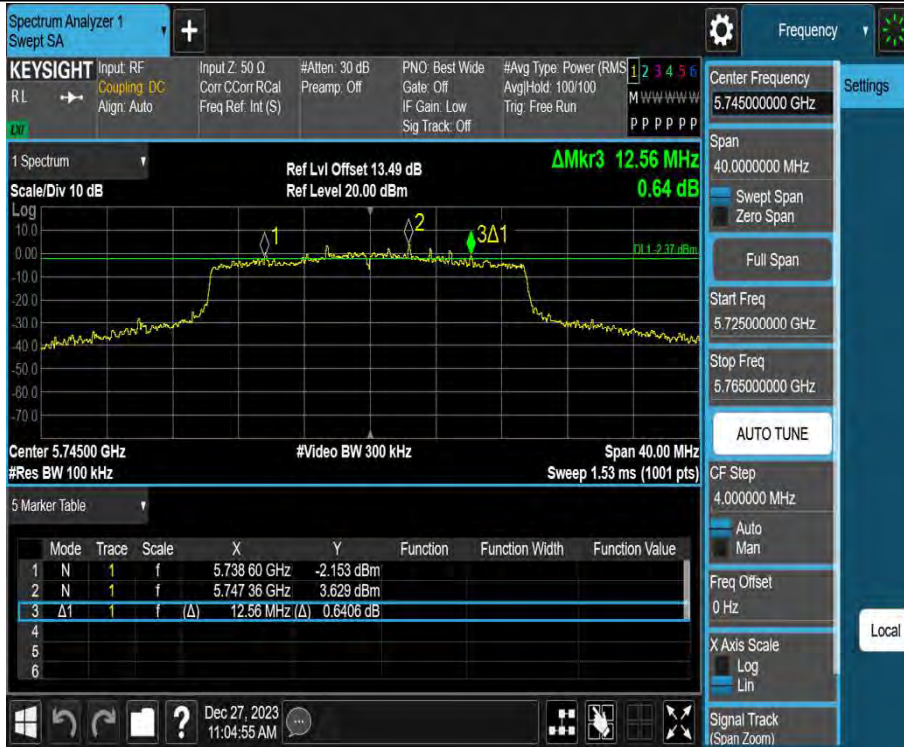 Spectrum Analyzer 1
Swept SA
+
Frequency
KEYSIGHT
RL
LXI
Input: RF
Coupling: DC
Align: Auto
Input Z: 50 Ω
Corr CCorr RCal
Freq Ref: Int (S)
#Atten: 30 dB
Preamp: Off
PNO: Best Wide
Gate: Off
IF Gain: Low
Sig Track: Off
#Avg Type: Power (RMS
Avg|Hold: 100/100
Trig: Free Run
1 2 3 4 5 6
M W W W W W
P P P P P P
Settings
Center Frequency
5.745000000 GHz
Span
40.0000000 MHz
Swept Span
Zero Span
Full Span
Start Freq
5.725000000 GHz
Stop Freq
5.765000000 GHz
AUTO TUNE
CF Step
4.000000 MHz
Auto
Man
Freq Offset
0 Hz
X Axis Scale
Log
Lin
Signal Track
(Span Zoom)
Local
1 Spectrum
Scale/Div 10 dB
Ref Lvl Offset 13.49 dB
Ref Level 20.00 dBm
ΔMkr3 12.56 MHz
0.64 dB
Log
10.0
0.00
-10.0
-20.0
-30.0
-40.0
-50.0
-60.0
-70.0
1
2
3Δ1
DL1 -2.37 dBm
Center 5.74500 GHz
#Res BW 100 kHz
#Video BW 300 kHz
Span 40.00 MHz
Sweep 1.53 ms (1001 pts)
5 Marker Table
Mode Trace Scale X Y Function Function Width Function Value
1 N 1 f 5.738 60 GHz -2.153 dBm
2 N 1 f 5.747 36 GHz 3.629 dBm
3 Δ1 1 f (Δ) 12.56 MHz (Δ) 0.6406 dB
4
5
6
?
Dec 27, 2023
11:04:55 AM